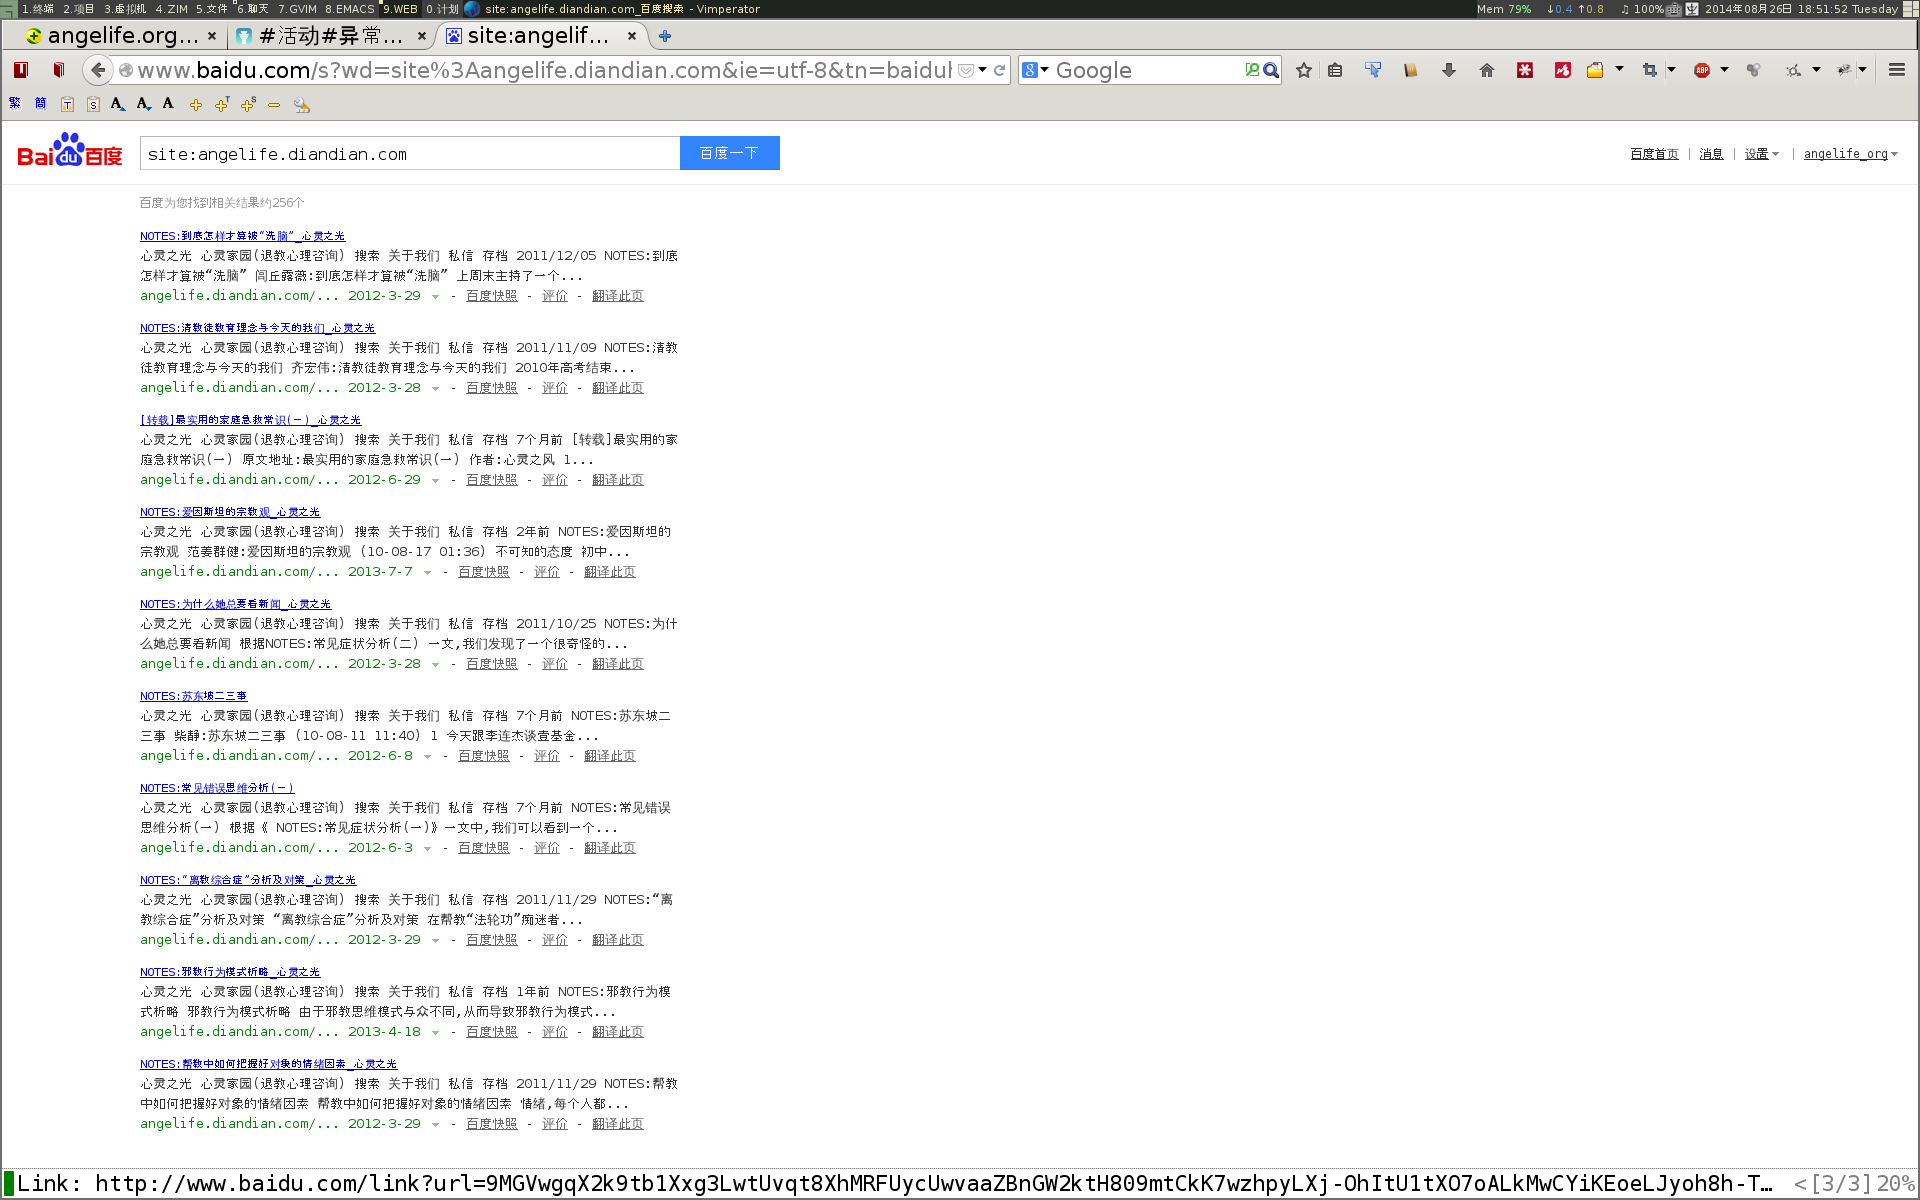 1.终端 2.项目 3.虚拟机 4.ZIM 5.文件 6.聊天 7.GVIM 8.EMACS 9.WEB 0.计划 site:angelife.diandian.com_百度搜索 - Vimperator Mem 79% ↓0.4 ↑0.8 ♫ 100% 2014年08月26日 18:51:52 Tuesday
angelife.org... #活动#异常... site:angelif...
www.baidu.com/s?wd=site%3Aangelife.diandian.com&ie=utf-8&tn=baidul Google
繁 簡 T S A A A T S
Bai du 百度 site:angelife.diandian.com 百度一下 百度首页 | 消息 | 设置 | angelife_org
百度为您找到相关结果约256个
NOTES:到底怎样才算被“洗脑”_心灵之光
心灵之光 心灵家园(退教心理咨询) 搜索 关于我们 私信 存档 2011/12/05 NOTES:到底
怎样才算被“洗脑” 闾丘露薇:到底怎样才算被“洗脑” 上周末主持了一个...
angelife.diandian.com/... 2012-3-29 - 百度快照 - 评价 - 翻译此页
NOTES:清教徒教育理念与今天的我们_心灵之光
心灵之光 心灵家园(退教心理咨询) 搜索 关于我们 私信 存档 2011/11/09 NOTES:清教
徒教育理念与今天的我们 齐宏伟:清教徒教育理念与今天的我们 2010年高考结束...
angelife.diandian.com/... 2012-3-28 - 百度快照 - 评价 - 翻译此页
[转载]最实用的家庭急救常识(一)_心灵之光
心灵之光 心灵家园(退教心理咨询) 搜索 关于我们 私信 存档 7个月前 [转载]最实用的家
庭急救常识(一) 原文地址:最实用的家庭急救常识(一) 作者:心灵之风 1...
angelife.diandian.com/... 2012-6-29 - 百度快照 - 评价 - 翻译此页
NOTES:爱因斯坦的宗教观_心灵之光
心灵之光 心灵家园(退教心理咨询) 搜索 关于我们 私信 存档 2年前 NOTES:爱因斯坦的
宗教观 范姜群健:爱因斯坦的宗教观 (10-08-17 01:36) 不可知的态度 初中...
angelife.diandian.com/... 2013-7-7 - 百度快照 - 评价 - 翻译此页
NOTES:为什么她总要看新闻_心灵之光
心灵之光 心灵家园(退教心理咨询) 搜索 关于我们 私信 存档 2011/10/25 NOTES:为什
么她总要看新闻 根据NOTES:常见症状分析(二) 一文,我们发现了一个很奇怪的...
angelife.diandian.com/... 2012-3-28 - 百度快照 - 评价 - 翻译此页
NOTES:苏东坡二三事
心灵之光 心灵家园(退教心理咨询) 搜索 关于我们 私信 存档 7个月前 NOTES:苏东坡二
三事 柴静:苏东坡二三事 (10-08-11 11:40) 1 今天跟李连杰谈壹基金...
angelife.diandian.com/... 2012-6-8 - 百度快照 - 评价 - 翻译此页
NOTES:常见错误思维分析(一)
心灵之光 心灵家园(退教心理咨询) 搜索 关于我们 私信 存档 7个月前 NOTES:常见错误
思维分析(一) 根据《 NOTES:常见症状分析(一)》一文中,我们可以看到一个...
angelife.diandian.com/... 2012-6-3 - 百度快照 - 评价 - 翻译此页
NOTES:“离教综合症”分析及对策_心灵之光
心灵之光 心灵家园(退教心理咨询) 搜索 关于我们 私信 存档 2011/11/29 NOTES:“离
教综合症”分析及对策 “离教综合症”分析及对策 在帮教“法轮功”痴迷者...
angelife.diandian.com/... 2012-3-29 - 百度快照 - 评价 - 翻译此页
NOTES:邪教行为模式析略_心灵之光
心灵之光 心灵家园(退教心理咨询) 搜索 关于我们 私信 存档 1年前 NOTES:邪教行为模
式析略 邪教行为模式析略 由于邪教思维模式与众不同,从而导致邪教行为模式...
angelife.diandian.com/... 2013-4-18 - 百度快照 - 评价 - 翻译此页
NOTES:帮教中如何把握好对象的情绪因素_心灵之光
心灵之光 心灵家园(退教心理咨询) 搜索 关于我们 私信 存档 2011/11/29 NOTES:帮教
中如何把握好对象的情绪因素 帮教中如何把握好对象的情绪因素 情绪,每个人都...
angelife.diandian.com/... 2012-3-29 - 百度快照 - 评价 - 翻译此页
Link: http://www.baidu.com/link?url=9MGVwgqX2k9tb1Xxg3LwtUvqt8XhMRFUycUwvaaZBnGW2ktH809mtCkK7wzhpyLXj-OhItU1tXO7oALkMwCYiKEoeLJyoh8h-T… <[3/3]20%